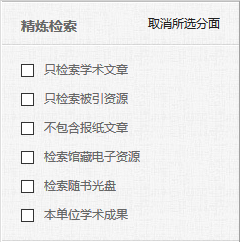 精炼检索 取消所选分面
只检索学术文章
只检索被引资源
不包含报纸文章
检索馆藏电子资源
检索随书光盘
本单位学术成果